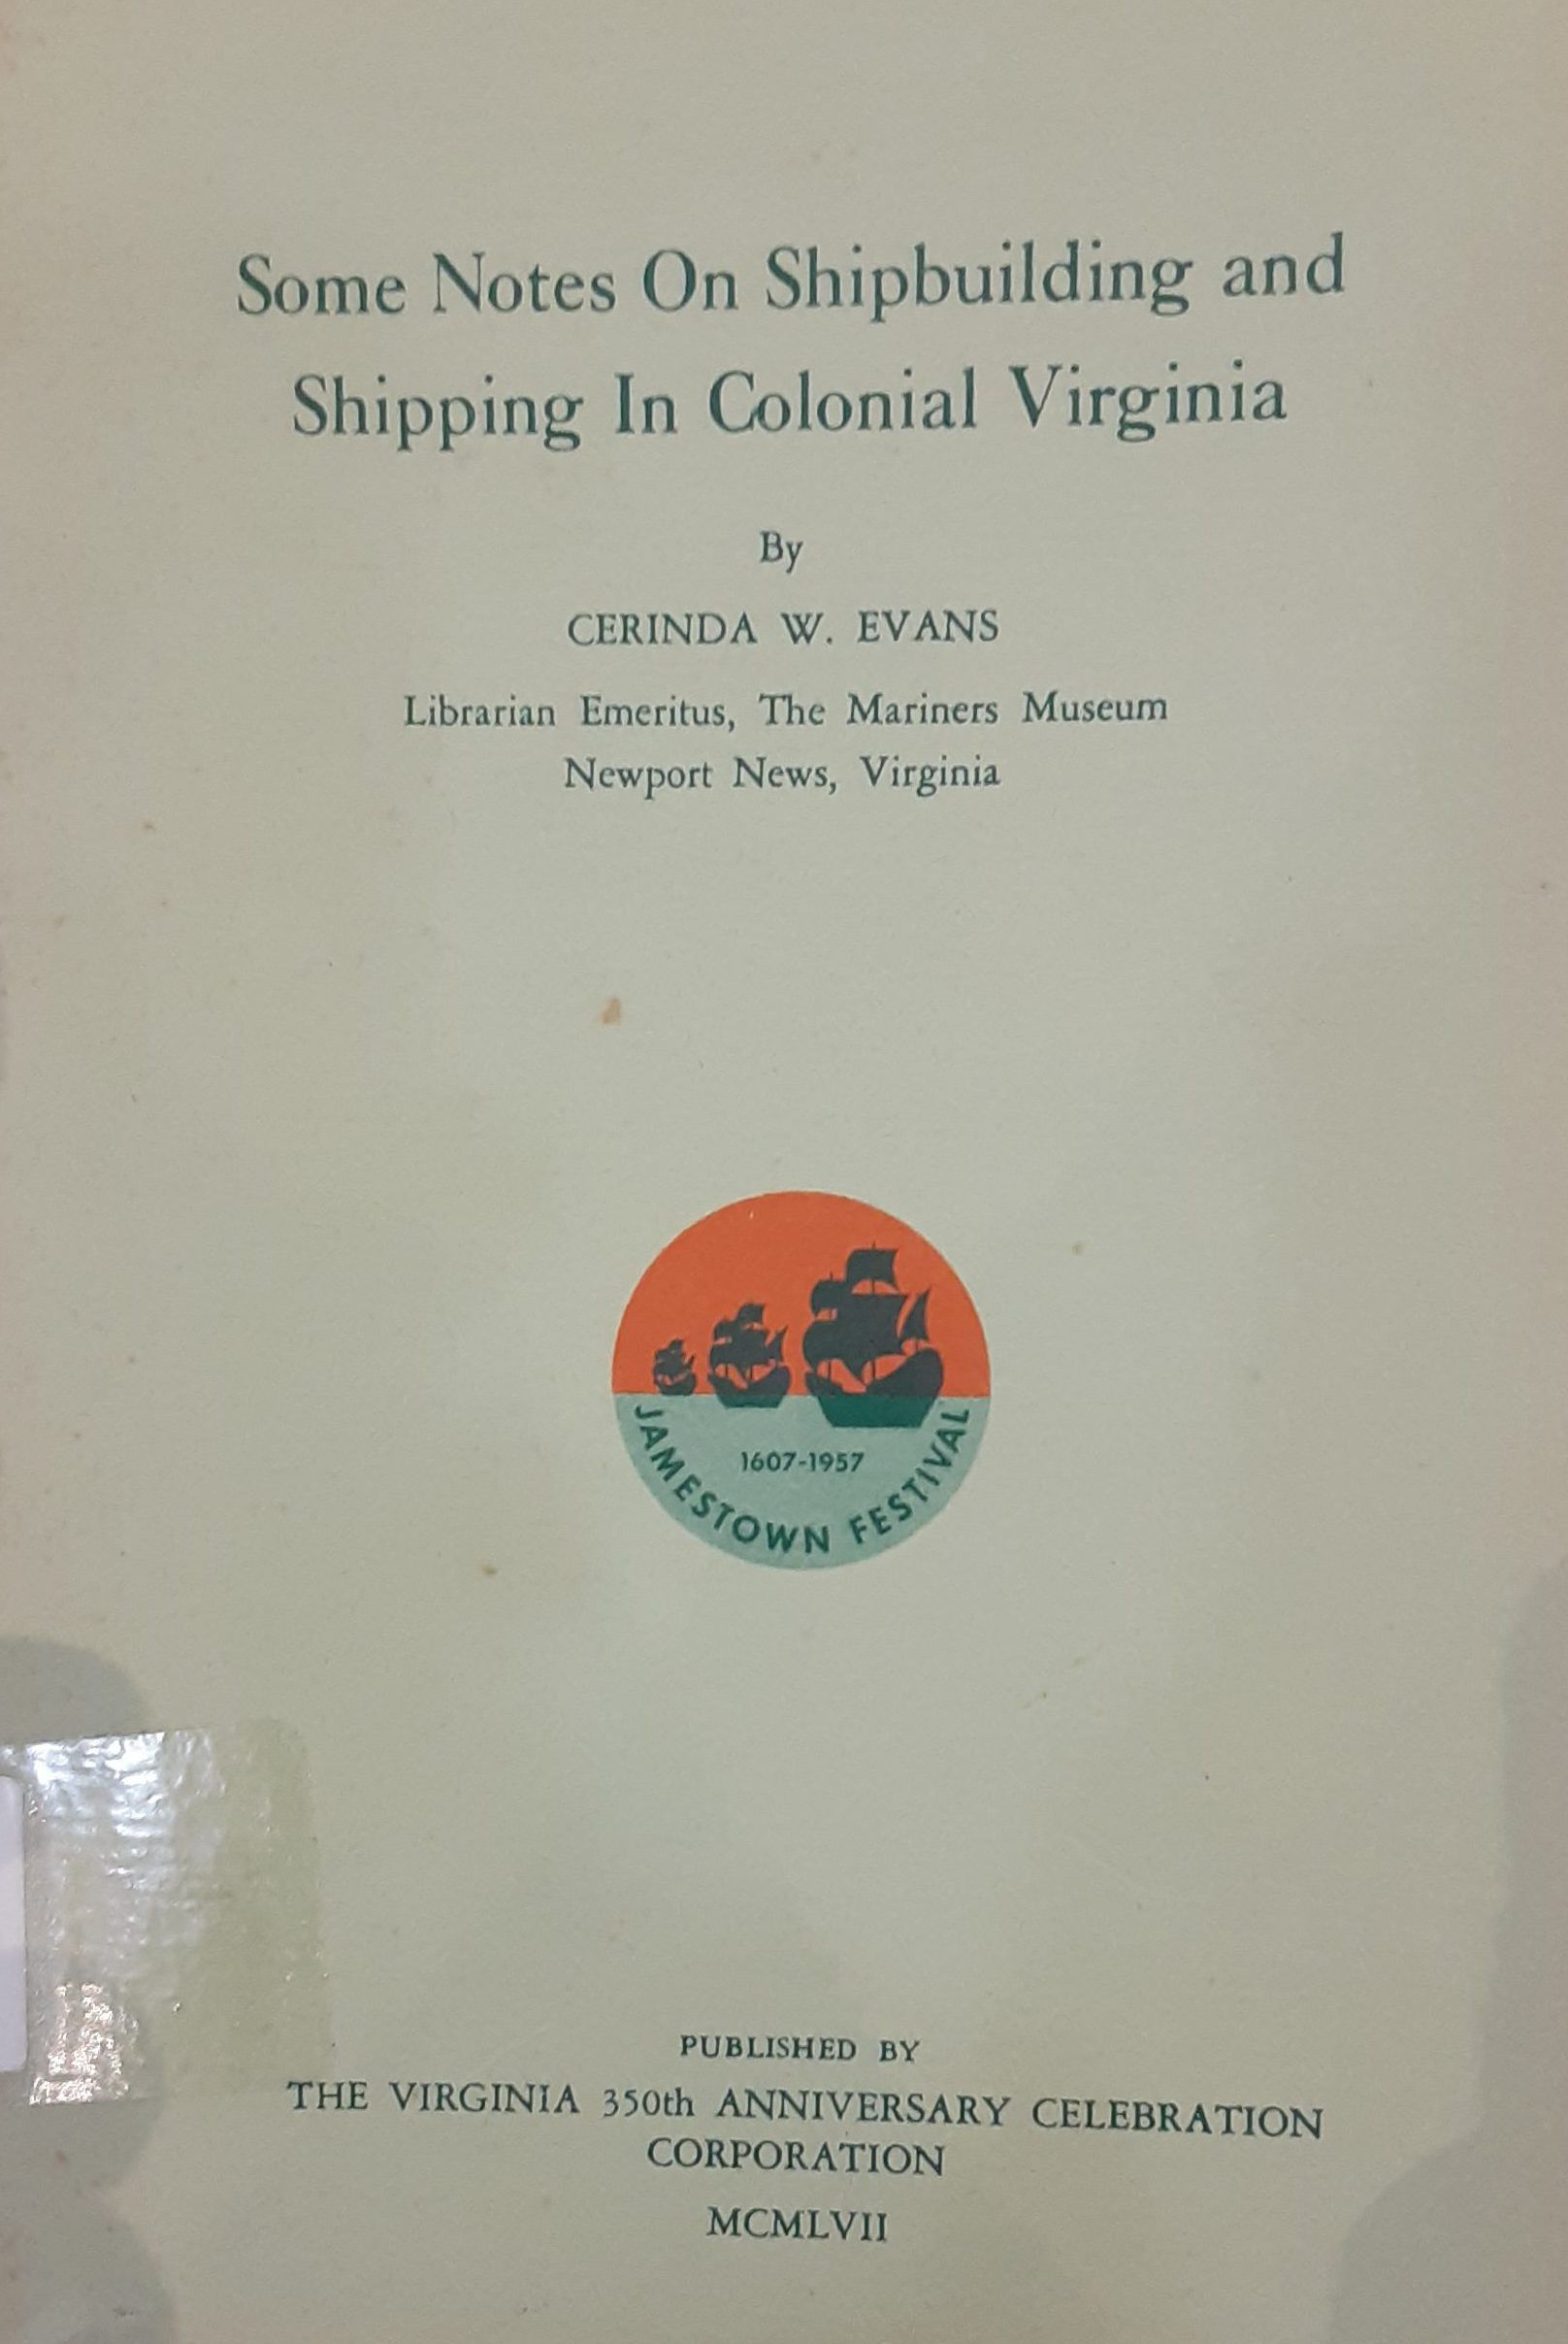 Some Notes On Shipbuilding and
Shipping In Colonial Virginia
By
CERINDA W. EVANS
Librarian Emeritus, The Mariners Museum
Newport News, Virginia
1607-1957
JAMESTOWN FESTIVAL
PUBLISHED BY
THE VIRGINIA 350th ANNIVERSARY CELEBRATION
CORPORATION
MCMLVII